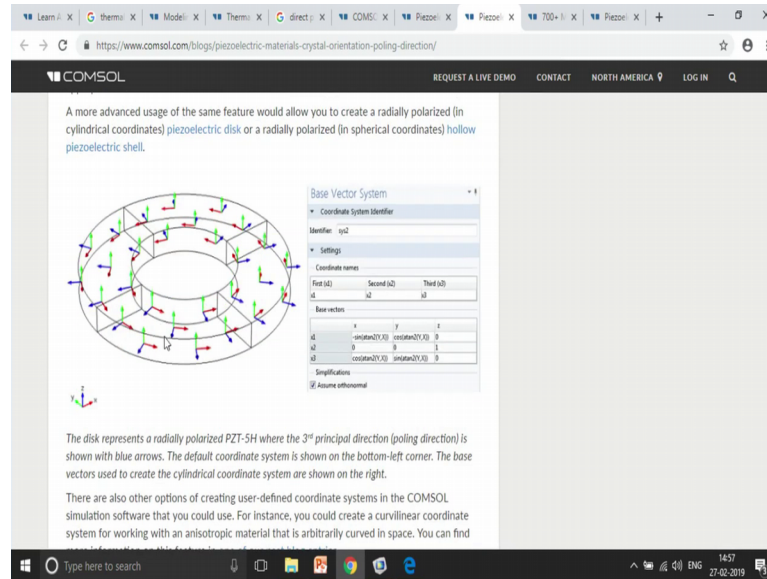 Learn A
therma
Modelin
Therma
direct p
COMSO
Piezoel
Piezoel
700+ N
Piezoel
https://www.comsol.com/blogs/piezoelectric-materials-crystal-orientation-poling-direction/
COMSOL
REQUEST A LIVE DEMO CONTACT NORTH AMERICA LOG IN
A more advanced usage of the same feature would allow you to create a radially polarized (in
cylindrical coordinates) piezoelectric disk or a radially polarized (in spherical coordinates) hollow
piezoelectric shell.
Base Vector System
Coordinate System Identifier
Identifier: sys2
Settings
Coordinate names
First (x1) Second (x2) Third (x3)
x1 x2 x3
Base vectors
x y z
x1 -sin(atan2(Y,X)) cos(atan2(Y,X)) 0
x2 0 0 1
x3 cos(atan2(Y,X)) sin(atan2(Y,X)) 0
Simplifications
Assume orthonormal
z
y
x
The disk represents a radially polarized PZT-5H where the 3rd principal direction (poling direction) is
shown with blue arrows. The default coordinate system is shown on the bottom-left corner. The base
vectors used to create the cylindrical coordinate system are shown on the right.
There are also other options of creating user-defined coordinate systems in the COMSOL
simulation software that you could use. For instance, you could create a curvilinear coordinate
system for working with an anisotropic material that is arbitrarily curved in space. You can find
Type here to search
ENG
14:57
27-02-2019